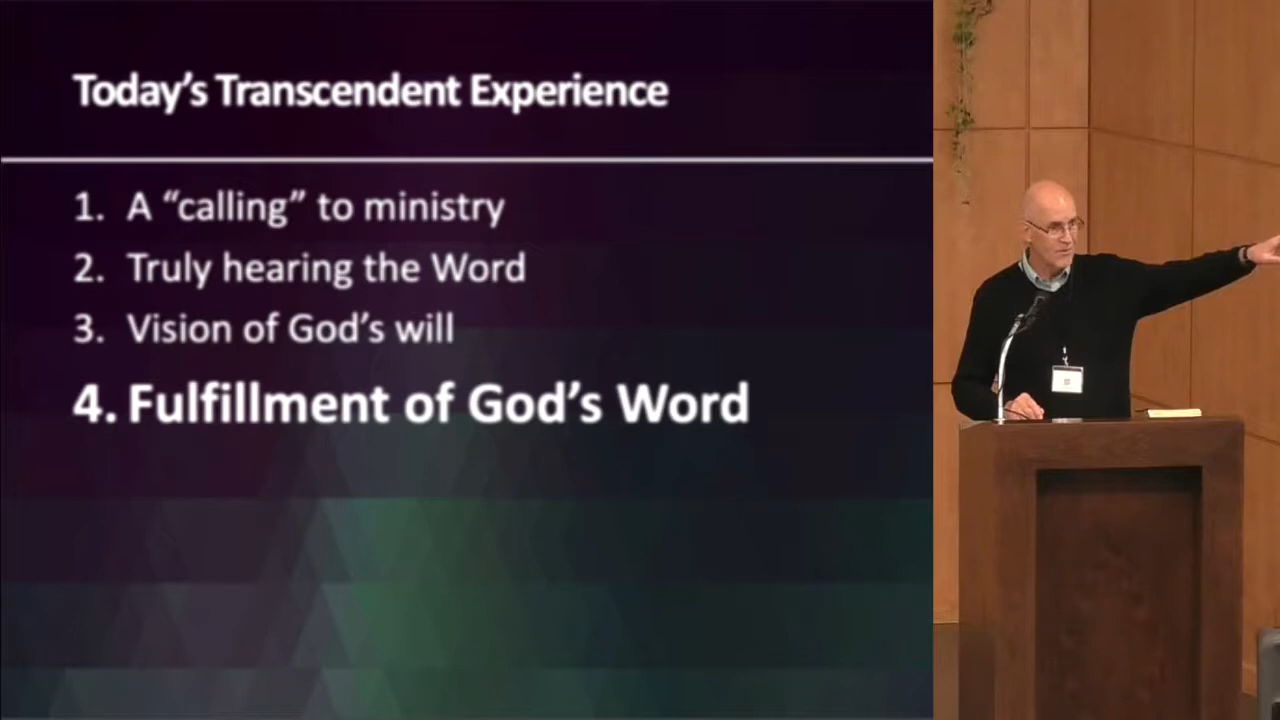 Today’s Transcendent Experience
1. A “calling” to ministry
2. Truly hearing the Word
3. Vision of God’s will
4. Fulfillment of God’s Word